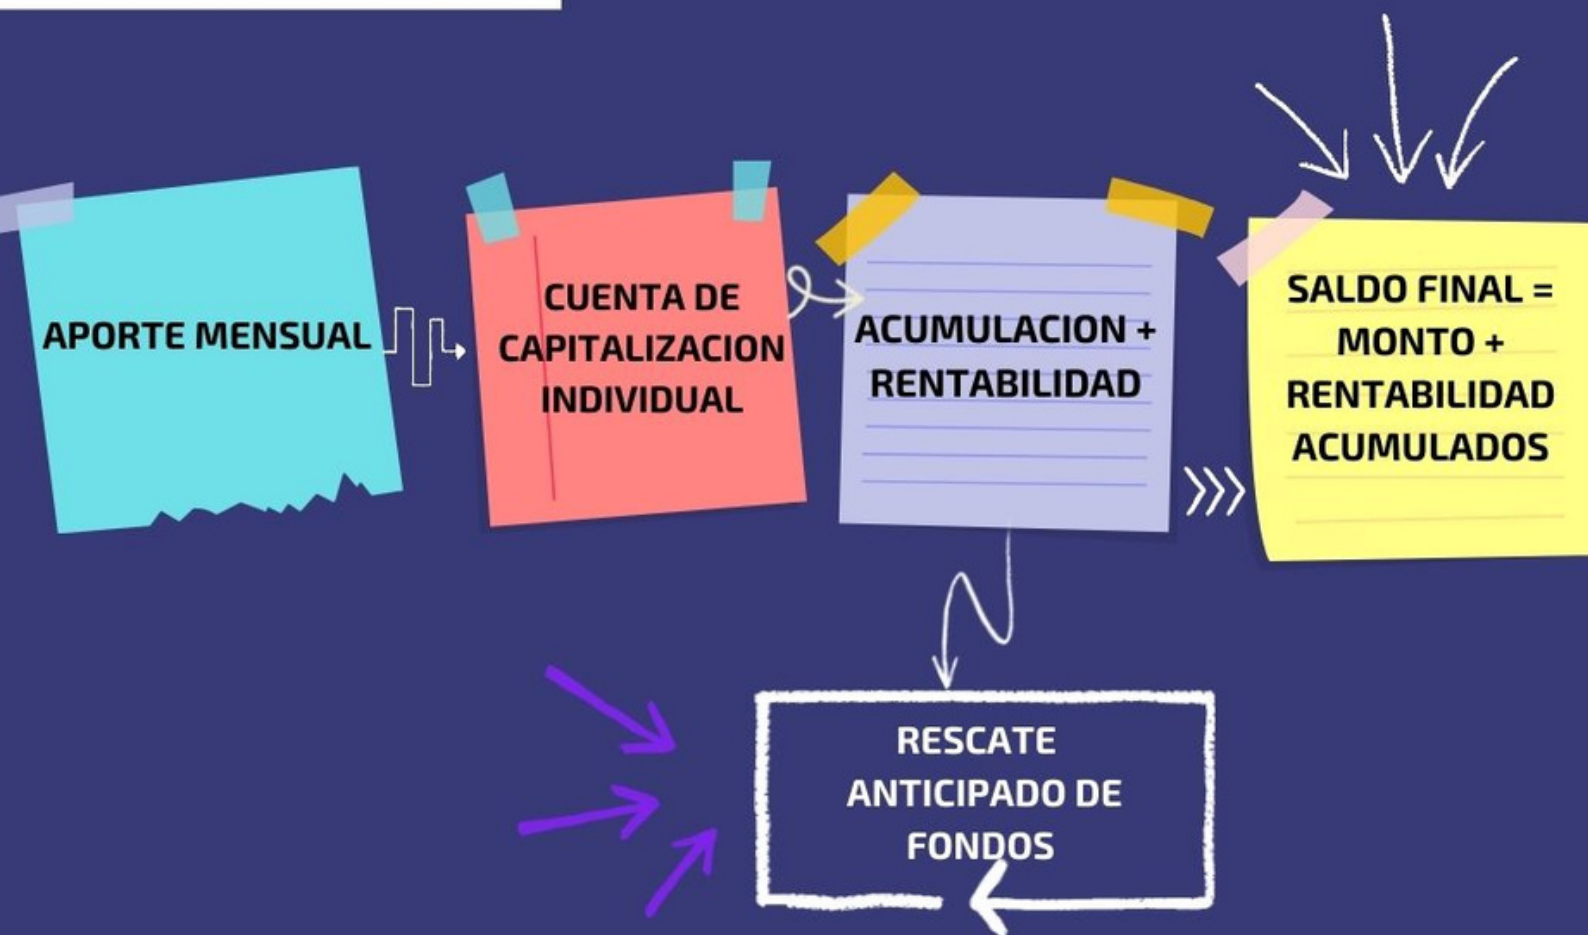 APORTE MENSUAL
CUENTA DE
CAPITALIZACION
INDIVIDUAL
ACUMULACION +
RENTABILIDAD
SALDO FINAL =
MONTO +
RENTABILIDAD
ACUMULADOS
RESCATE
ANTICIPADO DE
FONDOS